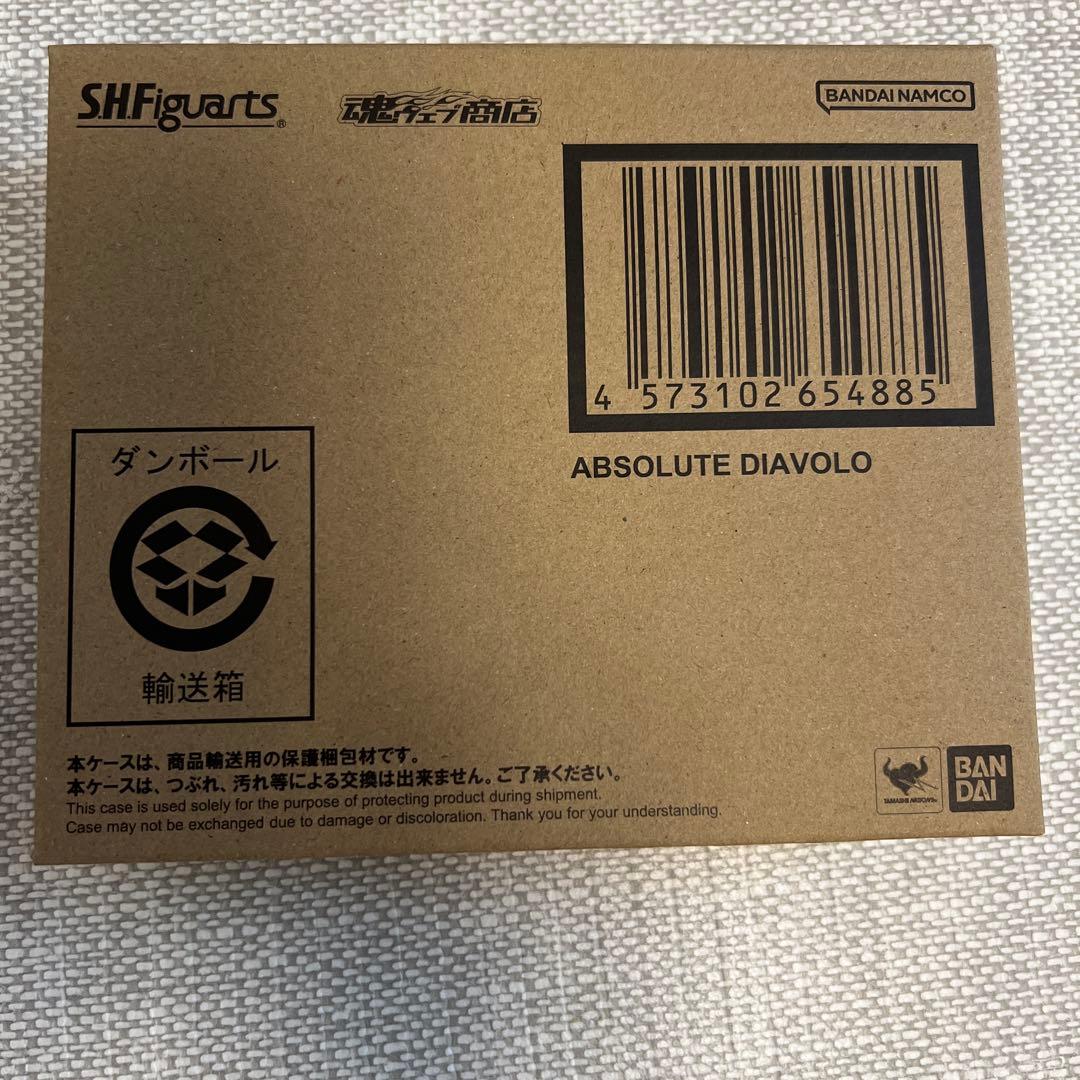 S.H.Figuarts®
魂ウェブ商店
BANDAI NAMCO
4 573102 654885
ABSOLUTE DIAVOLO
ダンボール
輸送箱
本ケースは、商品輸送用の保護梱包材です。
本ケースは、つぶれ、汚れ等による交換は出来ません。ご了承ください。
This case is used solely for the purpose of protecting product during shipment.
Case may not be exchanged due to damage or discoloration. Thank you for your understanding.
TAMASHII NATIONS
BAN
DAI